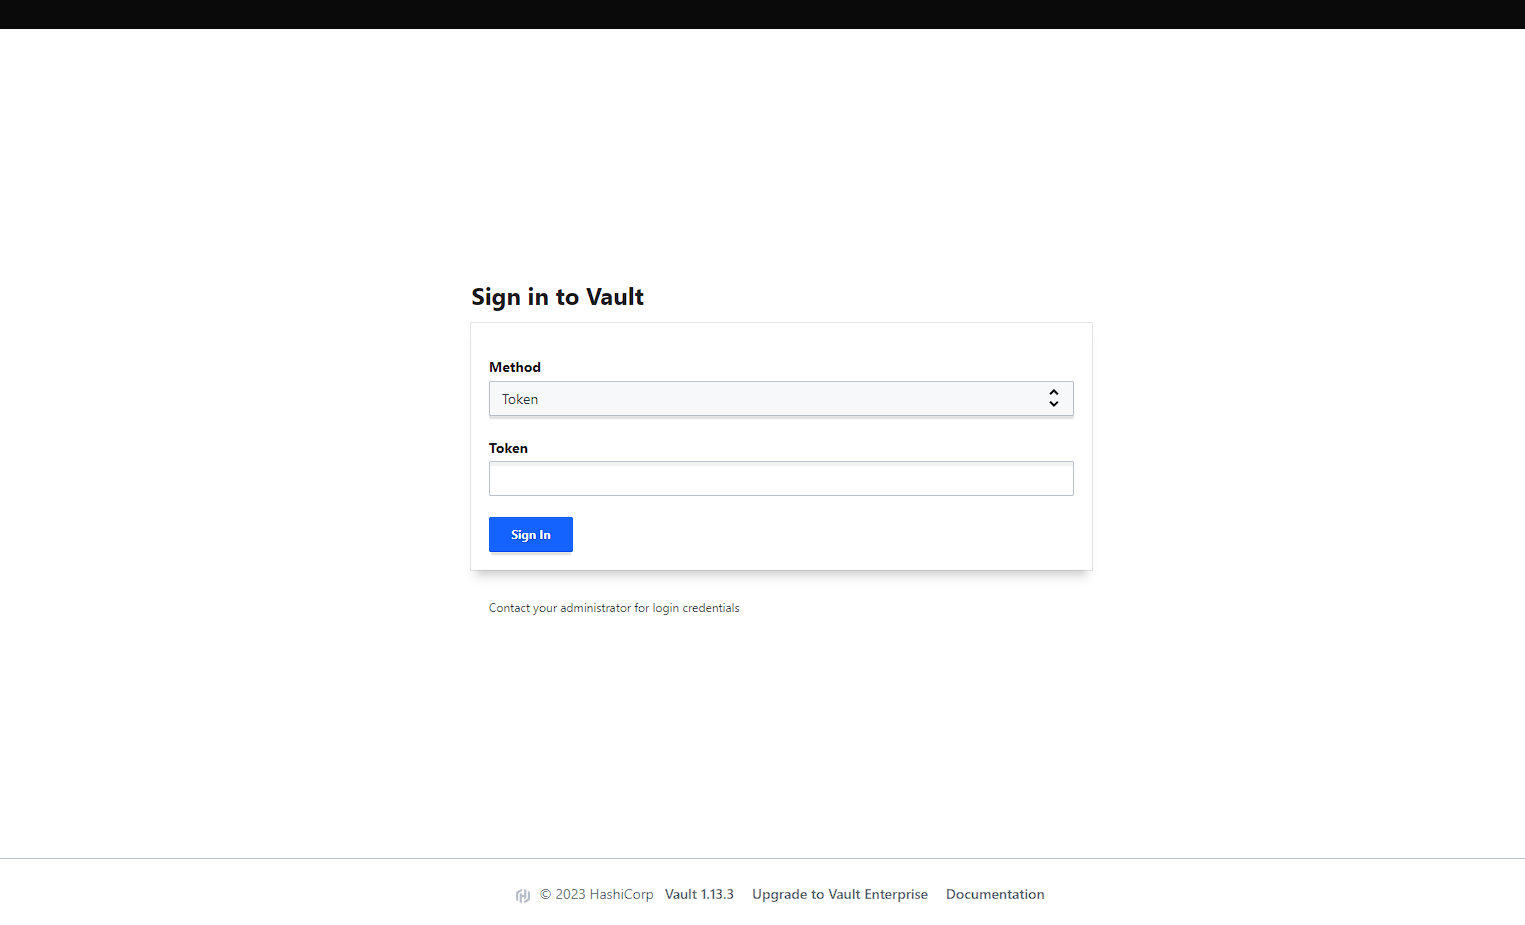 Sign in to Vault
Method
Token
Token
Sign In
Contact your administrator for login credentials
© 2023 HashiCorp Vault 1.13.3 Upgrade to Vault Enterprise Documentation